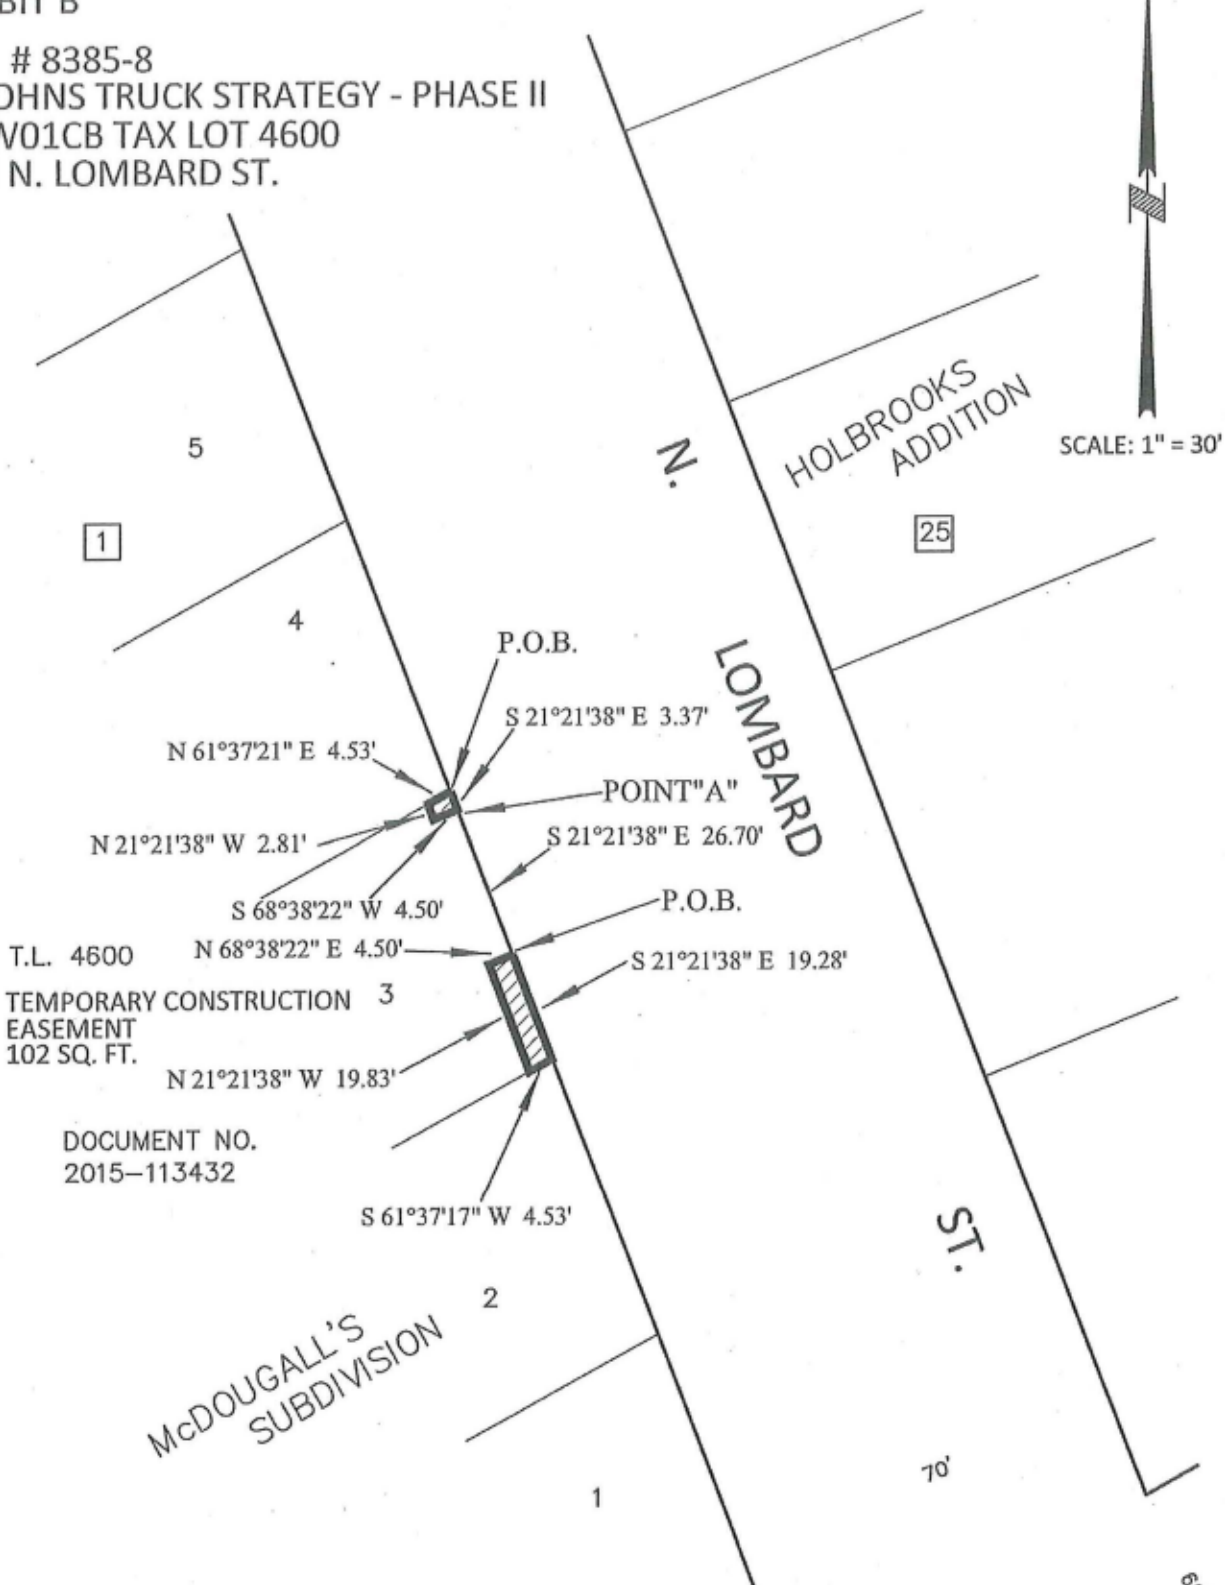 # 8385-8
TRUCK STRATEGY - PHASE II
TAX LOT 4600
N. LOMBARD ST.
SCALE: 1" = 30'
HOLBROOKS
ADDITION
25
N.
LOMBARD
ST.
5
1
4
P.O.B.
S 21°21'38" E 3.37'
N 61°37'21" E 4.53'
POINT"A"
N 21°21'38" W 2.81'
S 21°21'38" E 26.70'
S 68°38'22" W 4.50'
P.O.B.
T.L. 4600
N 68°38'22" E 4.50'
S 21°21'38" E 19.28'
TEMPORARY CONSTRUCTION
EASEMENT
102 SQ. FT.
3
N 21°21'38" W 19.83'
DOCUMENT NO.
2015-113432
S 61°37'17" W 4.53'
2
McDOUGALL'S
SUBDIVISION
70'
1